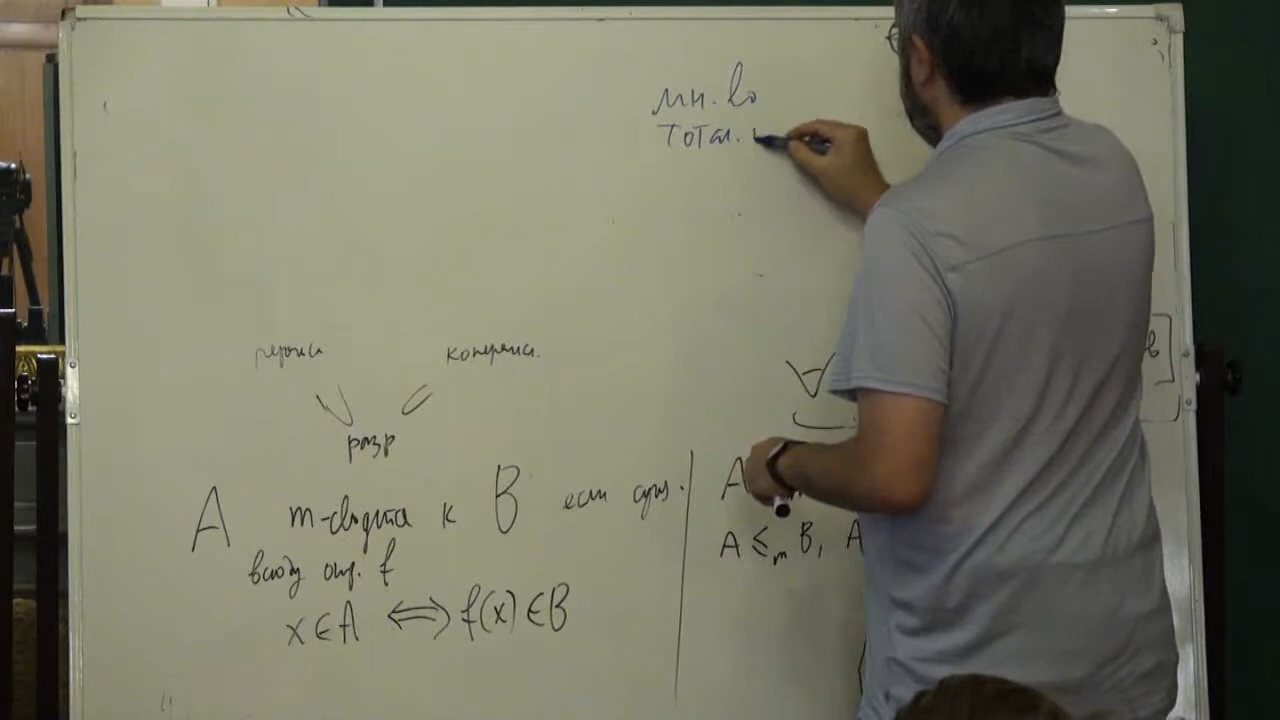 мн. во
тотал.
перечисл коперечисл.
разр
A m-сводится к B если сущ.
всюду опр. f
x ∈ A ⟺ f(x) ∈ B
∀
A
A ≤ₘ B, A